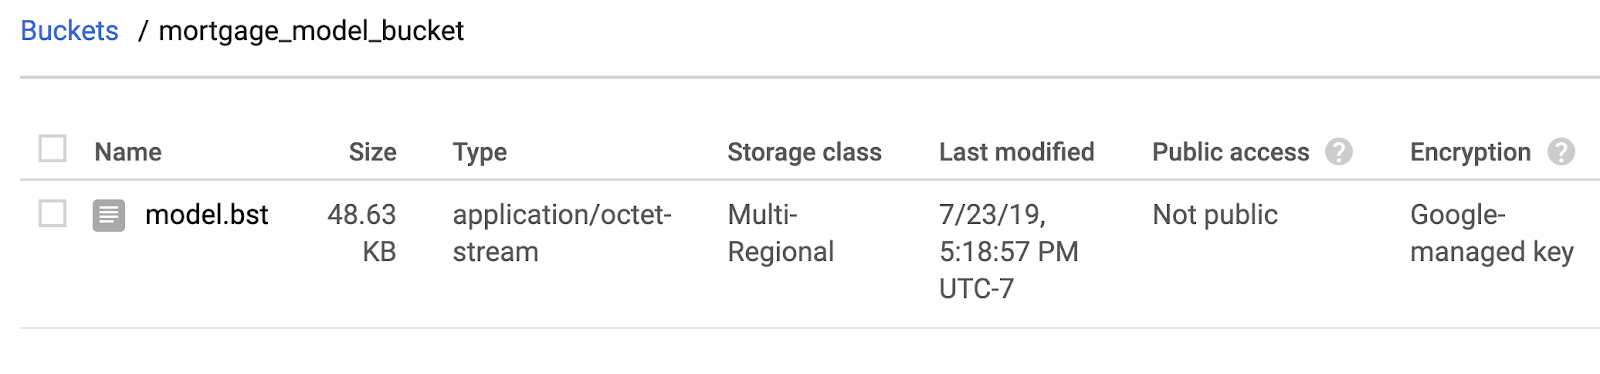 Buckets / mortgage_model_bucket
Name Size Type Storage class Last modified Public access ? Encryption ?
model.bst 48.63 application/octet- Multi- 7/23/19, Not public Google-
KB stream Regional 5:18:57 PM managed key
UTC-7